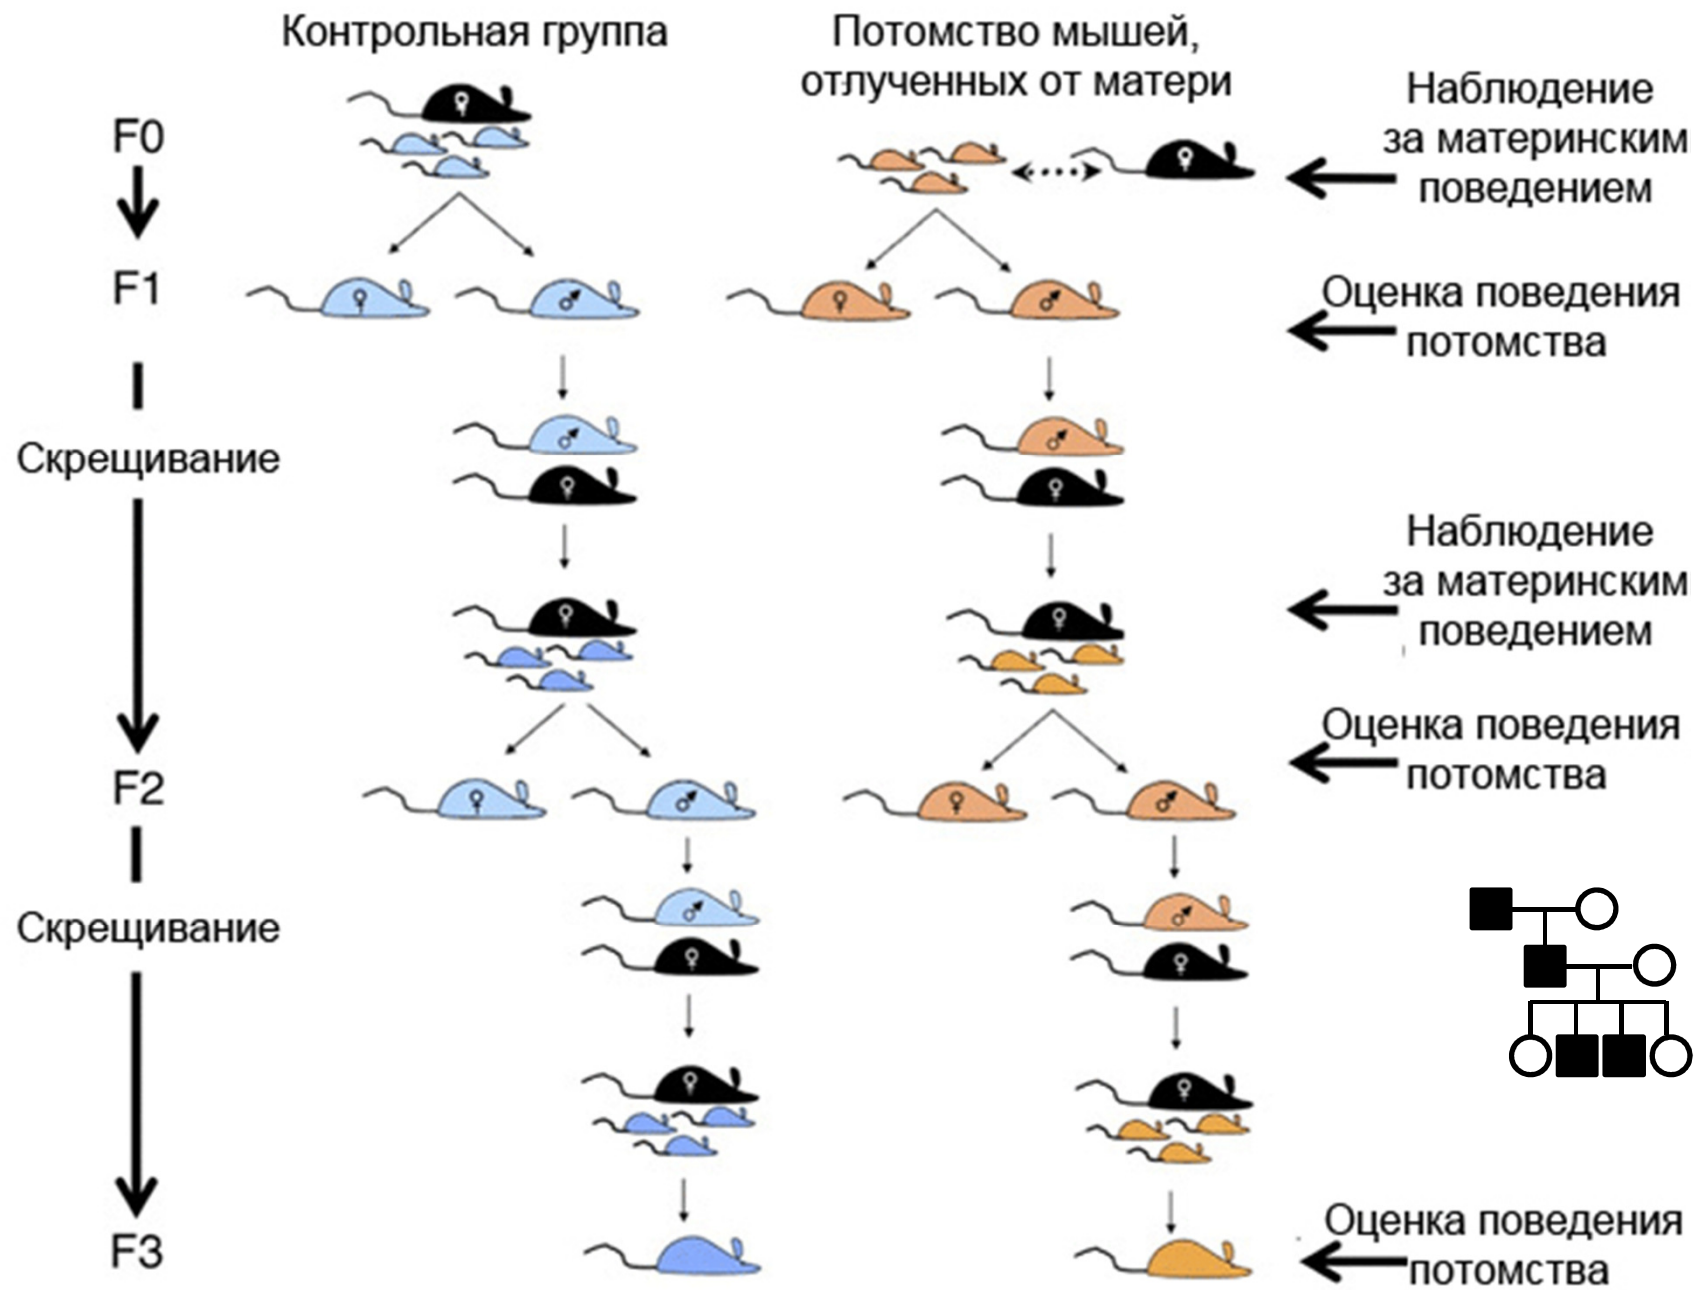 Контрольная группа
Потомство мышей,
отлученных от матери
F0
Наблюдение
за материнским
поведением
F1
Оценка поведения
потомства
Скрещивание
Наблюдение
за материнским
поведением
F2
Оценка поведения
потомства
Скрещивание
F3
Оценка поведения
потомства